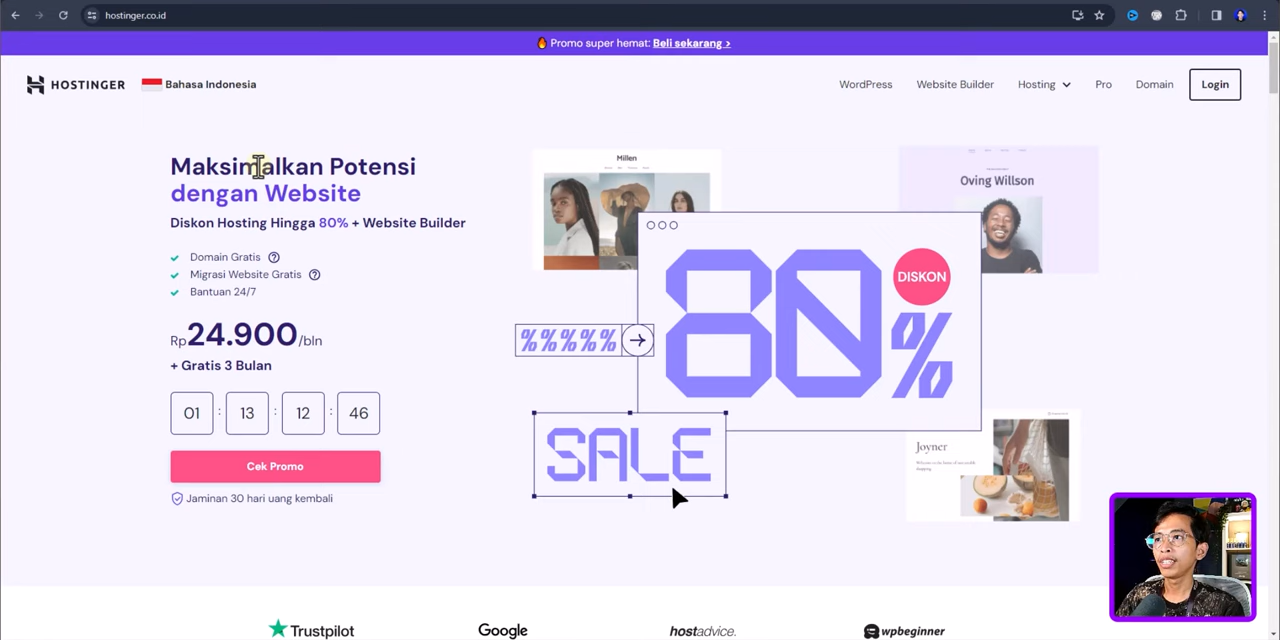 hostinger.co.id
Promo super hemat: Beli sekarang >
HOSTINGER
Bahasa Indonesia
WordPress
Website Builder
Hosting
Pro
Domain
Login
Maksimalkan Potensi
dengan Website
Diskon Hosting Hingga 80% + Website Builder
Domain Gratis
Migrasi Website Gratis
Bantuan 24/7
Rp24.900/bln
+ Gratis 3 Bulan
01 : 13 : 12 : 46
Cek Promo
Jaminan 30 hari uang kembali
Millen
Oving Willson
DISKON
80%
%%%%%
SALE
Joyner
Trustpilot
Google
hostadvice.
wpbeginner